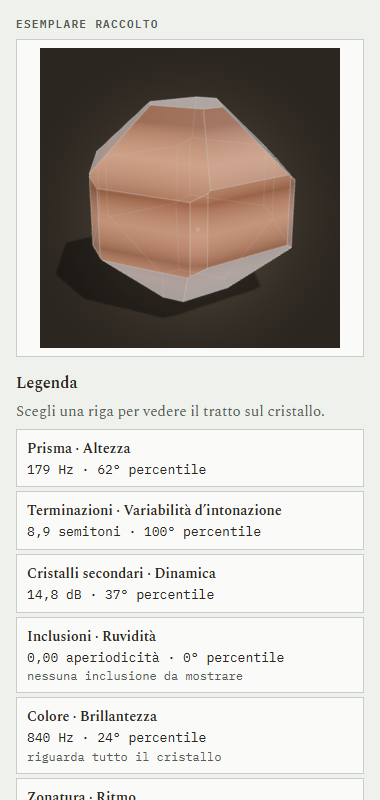 ESEMPLARE RACCOLTO
Legenda
Scegli una riga per vedere il tratto sul cristallo.
Prisma · Altezza
179 Hz · 62° percentile
Terminazioni · Variabilità d’intonazione
8,9 semitoni · 100° percentile
Cristalli secondari · Dinamica
14,8 dB · 37° percentile
Inclusioni · Ruvidità
0,00 aperiodicità · 0° percentile
nessuna inclusione da mostrare
Colore · Brillantezza
840 Hz · 24° percentile
riguarda tutto il cristallo
Zonatura · Ritmo